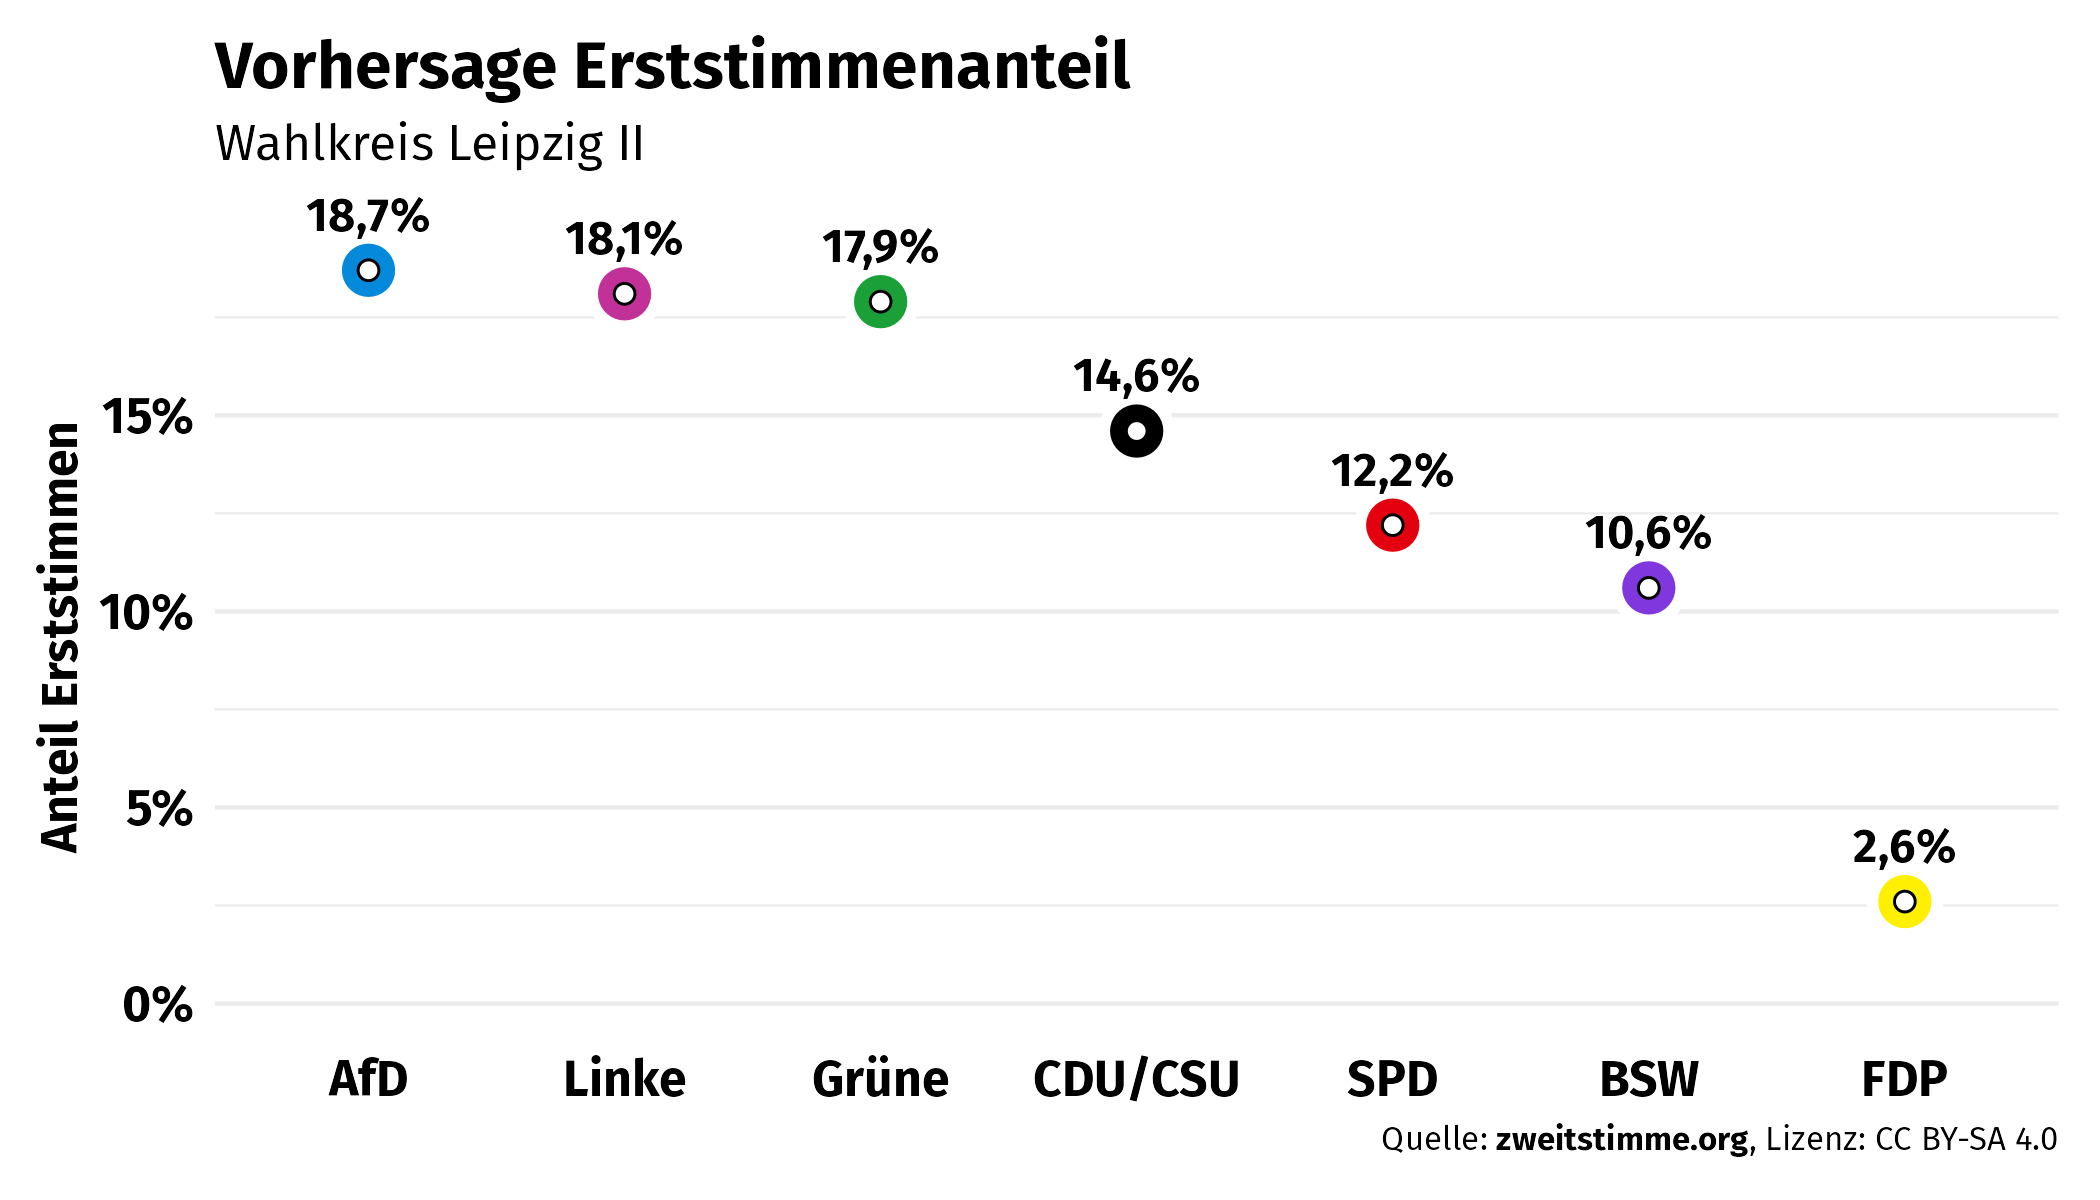 Vorhersage Erststimmenanteil
Wahlkreis Leipzig II
18,7%
18,1%
17,9%
14,6%
12,2%
10,6%
2,6%
Anteil Erststimmen
15%
10%
5%
0%
AfD Linke Grüne CDU/CSU SPD BSW FDP
Quelle: zweitstimme.org, Lizenz: CC BY-SA 4.0